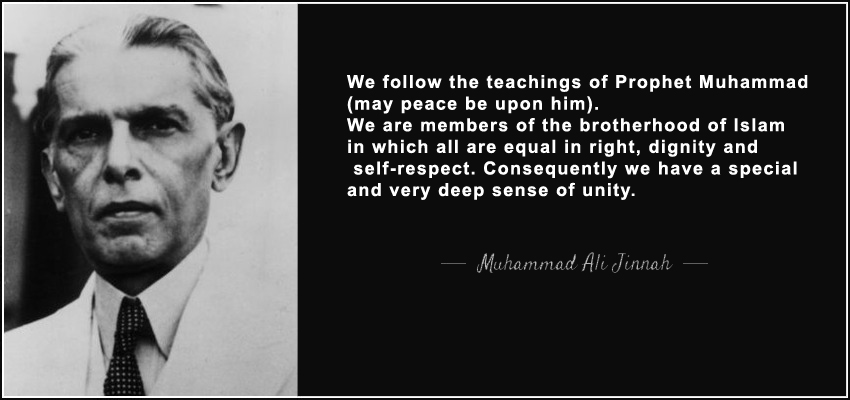 We follow the teachings of Prophet Muhammad
(may peace be upon him).
We are members of the brotherhood of Islam
in which all are equal in right, dignity and
self-respect. Consequently we have a special
and very deep sense of unity.
— Muhammad Ali Jinnah —